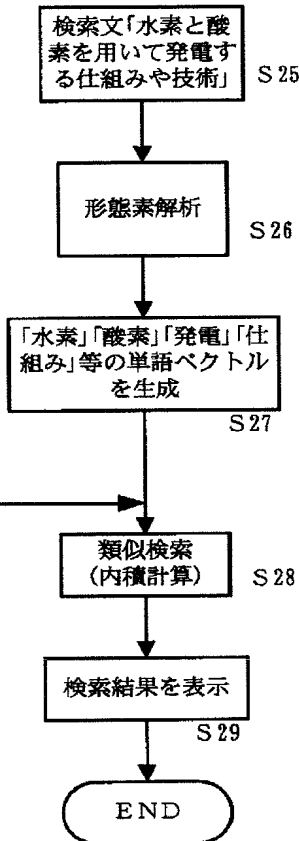 検索文「水素と酸
素を用いて発電す
る仕組みや技術」
S25
形態素解析
S26
「水素」「酸素」「発電」「仕
組み」等の単語ベクトル
を生成
S27
類似検索
(内積計算)
S28
検索結果を表示
S29
END